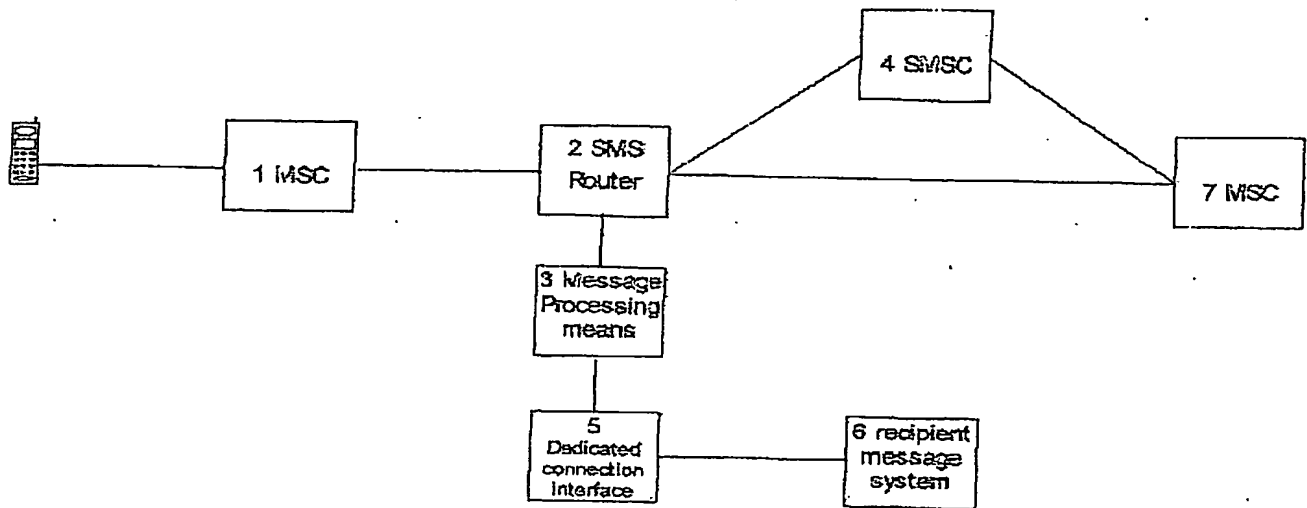 4 SMSC
1 MSC
2 SMS
Router
7 MSC
3 Message
Processing
means
5
Dedicated
connection
interface
6 recipient
message
system